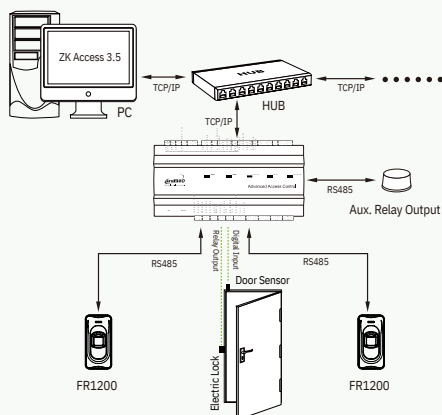 ZK Access 3.5
HUB
TCP/IP
TCP/IP
PC
HUB
TCP/IP
Advanced Access Control
RS485
Aux. Relay Output
Relay Output
Digital Input
RS485
RS485
Door Sensor
Electric Lock
FR1200
FR1200